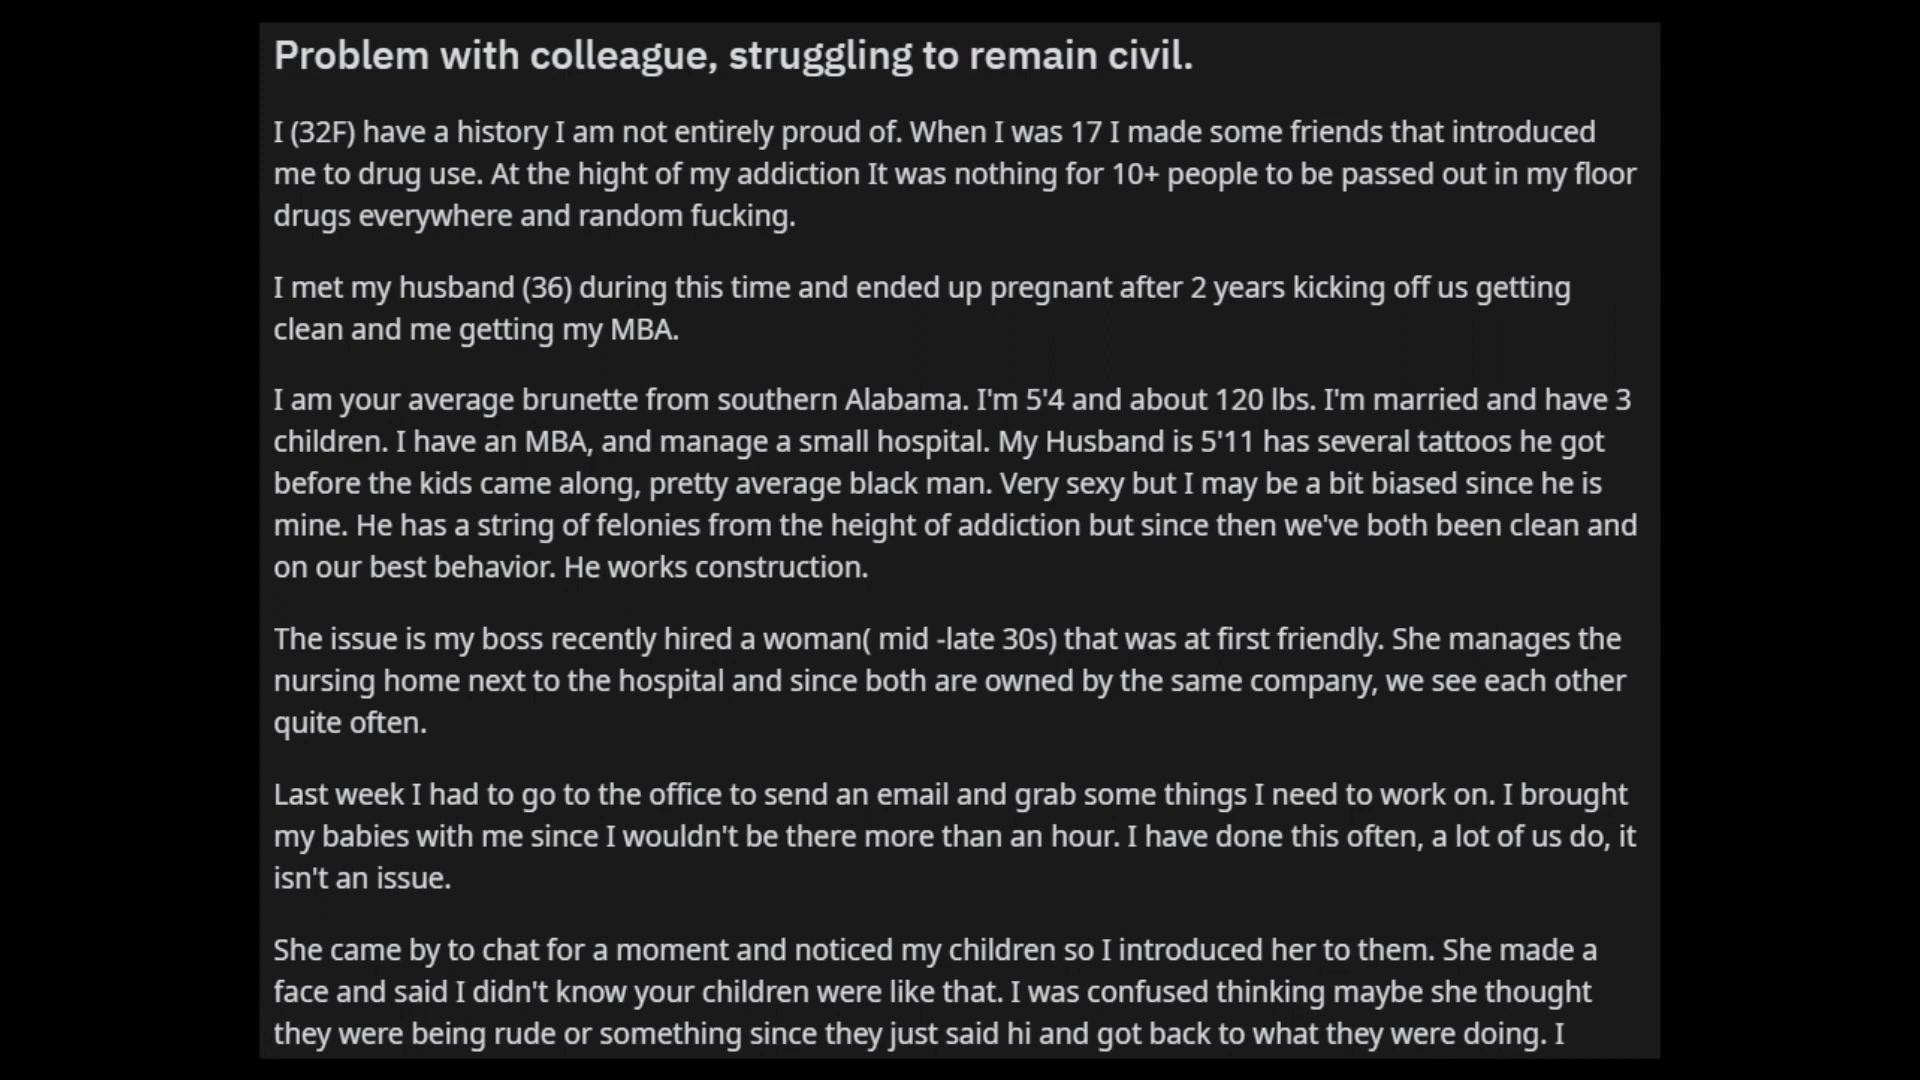 Problem with colleague, struggling to remain civil.
I (32F) have a history I am not entirely proud of. When I was 17 I made some friends that introduced
me to drug use. At the hight of my addiction It was nothing for 10+ people to be passed out in my floor
drugs everywhere and random fucking.
I met my husband (36) during this time and ended up pregnant after 2 years kicking off us getting
clean and me getting my MBA.
I am your average brunette from southern Alabama. I'm 5'4 and about 120 lbs. I'm married and have 3
children. I have an MBA, and manage a small hospital. My Husband is 5'11 has several tattoos he got
before the kids came along, pretty average black man. Very sexy but I may be a bit biased since he is
mine. He has a string of felonies from the height of addiction but since then we've both been clean and
on our best behavior. He works construction.
The issue is my boss recently hired a woman( mid -late 30s) that was at first friendly. She manages the
nursing home next to the hospital and since both are owned by the same company, we see each other
quite often.
Last week I had to go to the office to send an email and grab some things I need to work on. I brought
my babies with me since I wouldn't be there more than an hour. I have done this often, a lot of us do, it
isn't an issue.
She came by to chat for a moment and noticed my children so I introduced her to them. She made a
face and said I didn't know your children were like that. I was confused thinking maybe she thought
they were being rude or something since they just said hi and got back to what they were doing. I